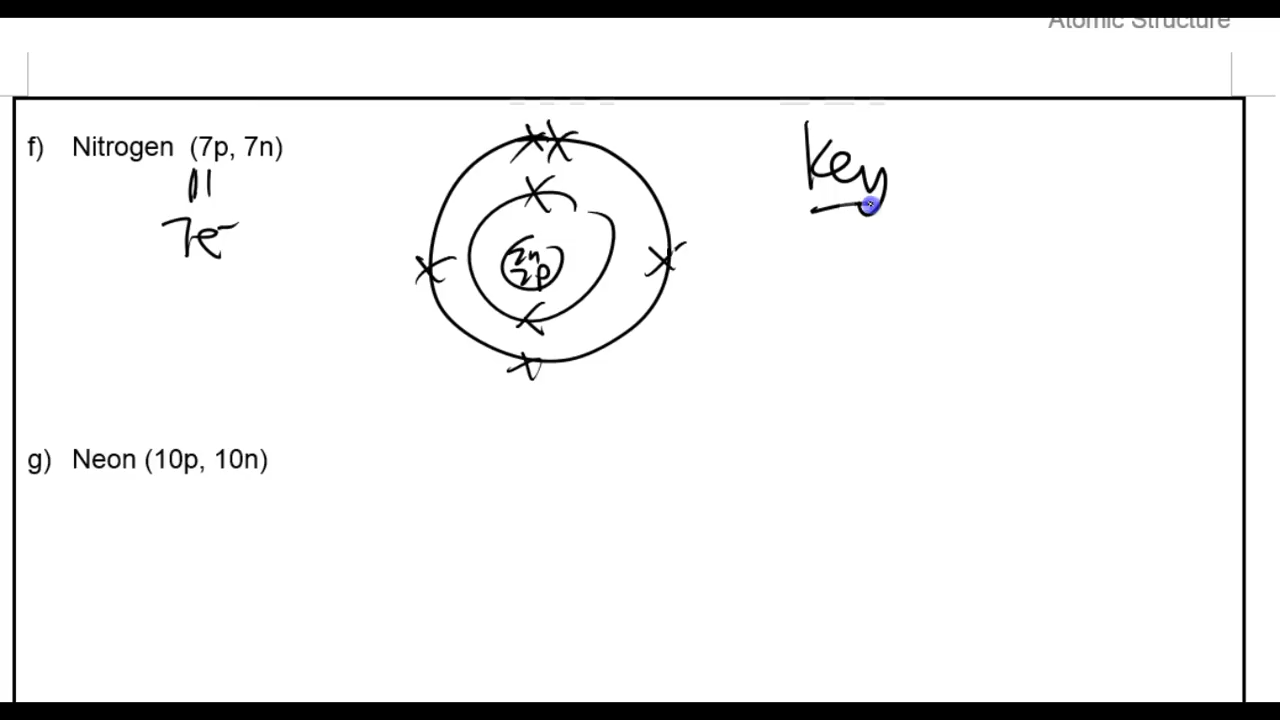 Atomic Structure
f) Nitrogen (7p, 7n)
7e-
7n
7p
Key
g) Neon (10p, 10n)